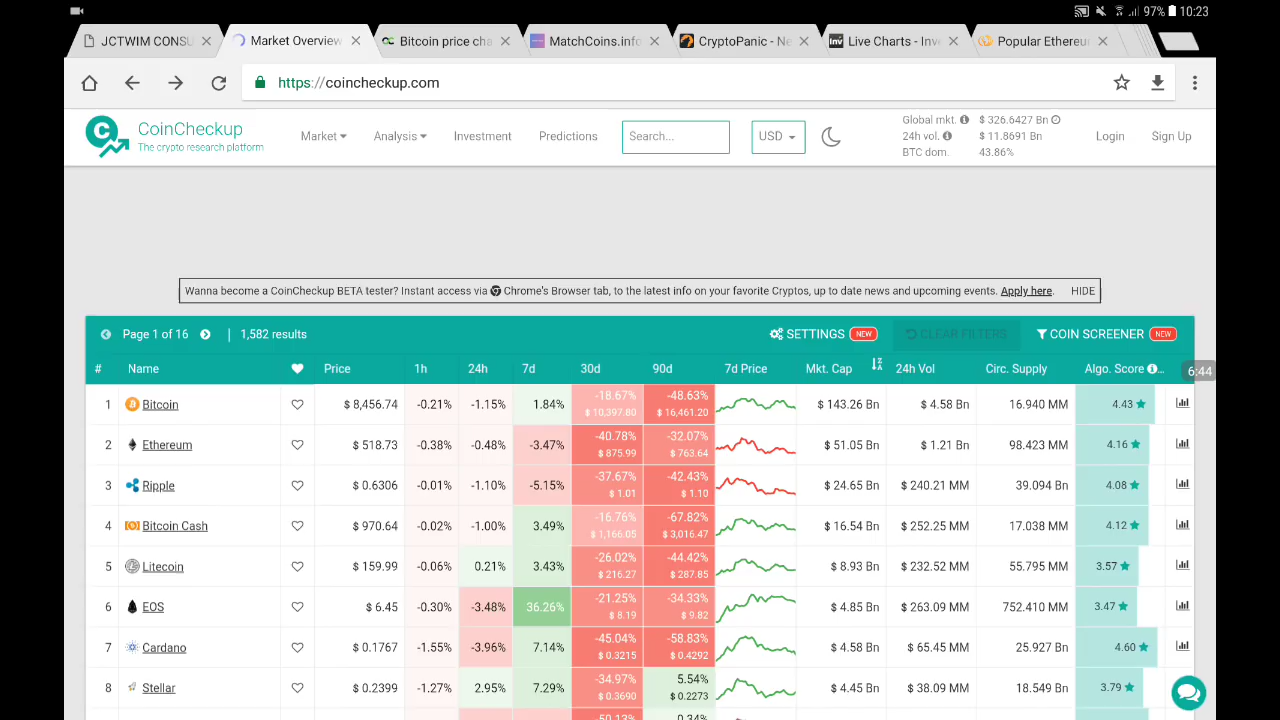 97% 10:23
JCTWIM CONSU Market Overview Bitcoin price cha MatchCoins.info CryptoPanic - Ne Live Charts - Inve Popular Ethereu
https://coincheckup.com
CoinCheckup
The crypto research platform
Market Analysis Investment Predictions Search... USD
Global mkt. $ 326.6427 Bn
24h vol. $ 11.8691 Bn
BTC dom. 43.86%
Login Sign Up
Wanna become a CoinCheckup BETA tester? Instant access via Chrome's Browser tab, to the latest info on your favorite Cryptos, up to date news and upcoming events. Apply here. HIDE
Page 1 of 16 | 1,582 results SETTINGS NEW CLEAR FILTERS COIN SCREENER NEW
# Name Price 1h 24h 7d 30d 90d 7d Price Mkt. Cap 24h Vol Circ. Supply Algo. Score ...
6:44
1 Bitcoin $ 8,456.74 -0.21% -1.15% 1.84% -18.67% $ 10,397.80 -48.63% $ 16,461.20 $ 143.26 Bn $ 4.58 Bn 16.940 MM 4.43
2 Ethereum $ 518.73 -0.38% -0.48% -3.47% -40.78% $ 875.99 -32.07% $ 763.64 $ 51.05 Bn $ 1.21 Bn 98.423 MM 4.16
3 Ripple $ 0.6306 -0.01% -1.10% -5.15% -37.67% $ 1.01 -42.43% $ 1.10 $ 24.65 Bn $ 240.21 MM 39.094 Bn 4.08
4 Bitcoin Cash $ 970.64 -0.02% -1.00% 3.49% -16.76% $ 1,166.05 -67.82% $ 3,016.47 $ 16.54 Bn $ 252.25 MM 17.038 MM 4.12
5 Litecoin $ 159.99 -0.06% 0.21% 3.43% -26.02% $ 216.27 -44.42% $ 287.85 $ 8.93 Bn $ 232.52 MM 55.795 MM 3.57
6 EOS $ 6.45 -0.30% -3.48% 36.26% -21.25% $ 8.19 -34.33% $ 9.82 $ 4.85 Bn $ 263.09 MM 752.410 MM 3.47
7 Cardano $ 0.1767 -1.55% -3.96% 7.14% -45.04% $ 0.3215 -58.83% $ 0.4292 $ 4.58 Bn $ 65.45 MM 25.927 Bn 4.60
8 Stellar $ 0.2399 -1.27% 2.95% 7.29% -34.97% $ 0.3690 5.54% $ 0.2273 $ 4.45 Bn $ 38.09 MM 18.549 Bn 3.79
-50.13% 0.34%